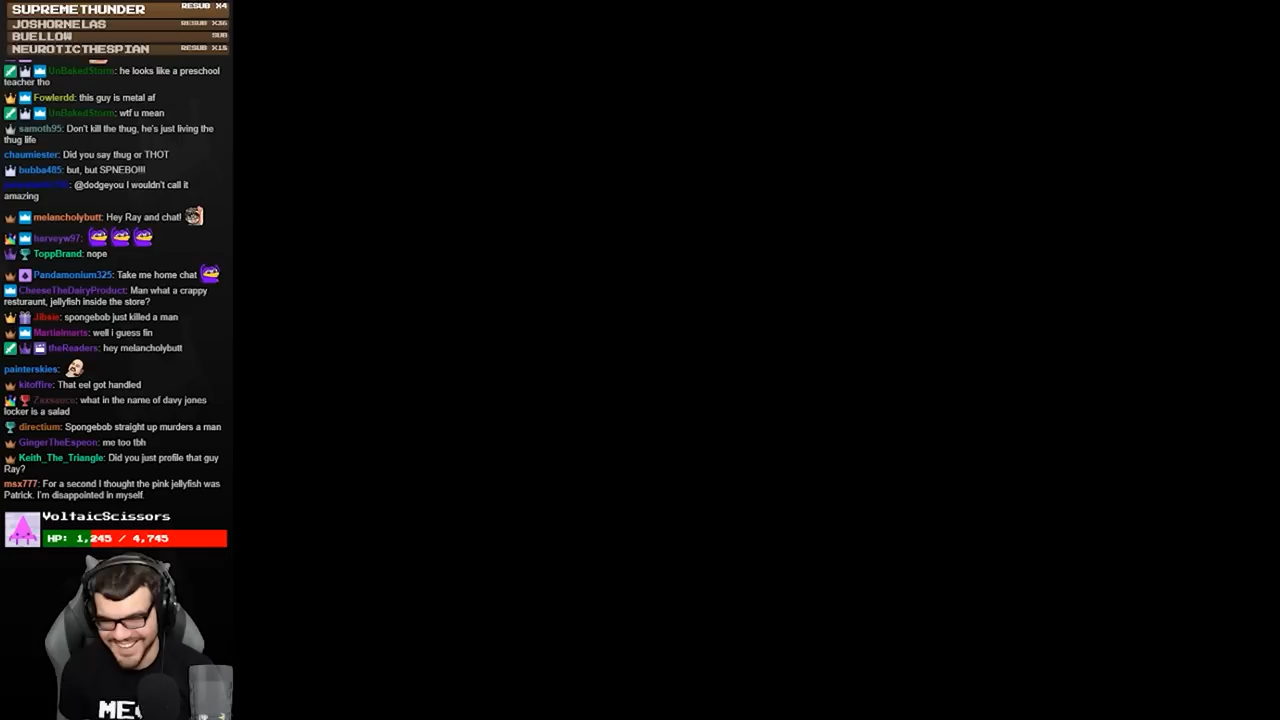 SUPREMETHUNDER RESUB X4
JOSHORNELAS RESUB X36
BUELLOW SUB
NEUROTICTHESPIAN RESUB X18
UnBakedStorm: he looks like a preschool
teacher tho
Fowlerdd: this guy is metal af
UnBakedStorm: wtf u mean
samoth95: Don't kill the thug, he's just living the
thug life
chaumiester: Did you say thug or THOT
bubba485: but, but SPNEBO!!!
: @dodgeyou I wouldn't call it
amazing
melancholybutt: Hey Ray and chat!
harveyw97:
ToppBrand: nope
Pandamonium325: Take me home chat
CheeseTheDairyProduct: Man what a crappy
resturaunt, jellyfish inside the store?
Jibsie: spongebob just killed a man
Martialmarts: well i guess fin
theReaders: hey melancholybutt
painterskies:
kitoffire: That eel got handled
Zaxsauce: what in the name of davy jones
locker is a salad
directium: Spongebob straight up murders a man
GingerTheEspeon: me too tbh
Keith_The_Triangle: Did you just profile that guy
Ray?
msx777: For a second I thought the pink jellyfish was
Patrick. I'm disappointed in myself.
VoltaicScissors
HP: 1,245 / 4,745
ME